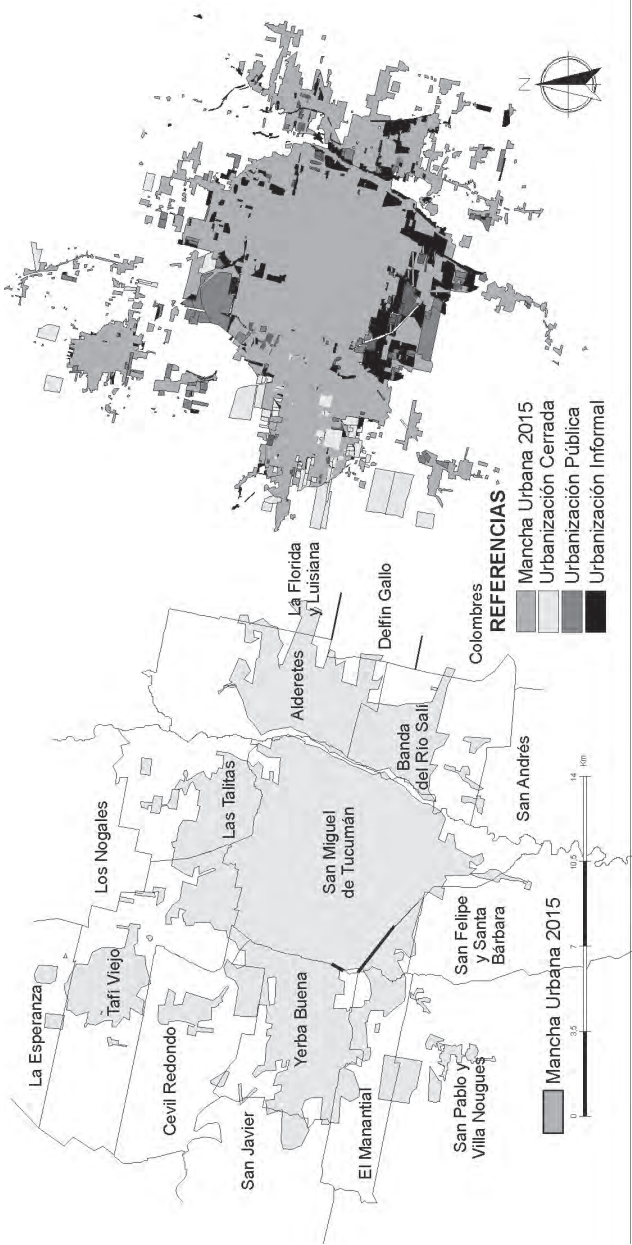 La Esperanza
Los Nogales
Tafí Viejo
Cevil Redondo
Las Talitas
San Javier
Yerba Buena
San Miguel
de Tucumán
Alderetes
La Florida
y Luisiana
Delfín Gallo
Colombres
Banda
del Río Salí
El Manantial
San Pablo y
Villa Nougues
San Felipe
y Santa
Bárbara
San Andrés
Mancha Urbana 2015
0
3,5
7
10,5
14
Km
N
REFERENCIAS
Mancha Urbana 2015
Urbanización Cerrada
Urbanización Pública
Urbanización Informal